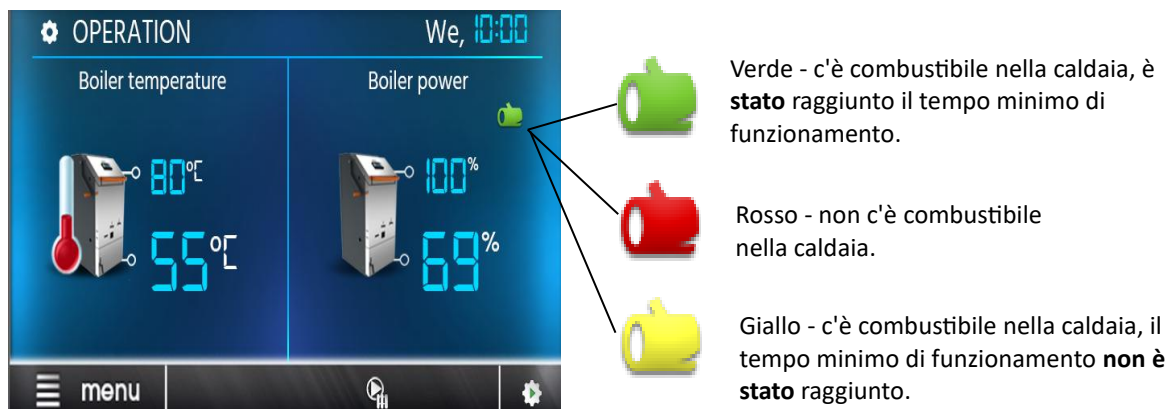 OPERATION We, 10:00
Boiler temperature Boiler power
80°C 100%
55°C 69%
menu
Verde - c'è combustibile nella caldaia, è
stato raggiunto il tempo minimo di
funzionamento.
Rosso - non c'è combustibile
nella caldaia.
Giallo - c'è combustibile nella caldaia, il
tempo minimo di funzionamento non è
stato raggiunto.